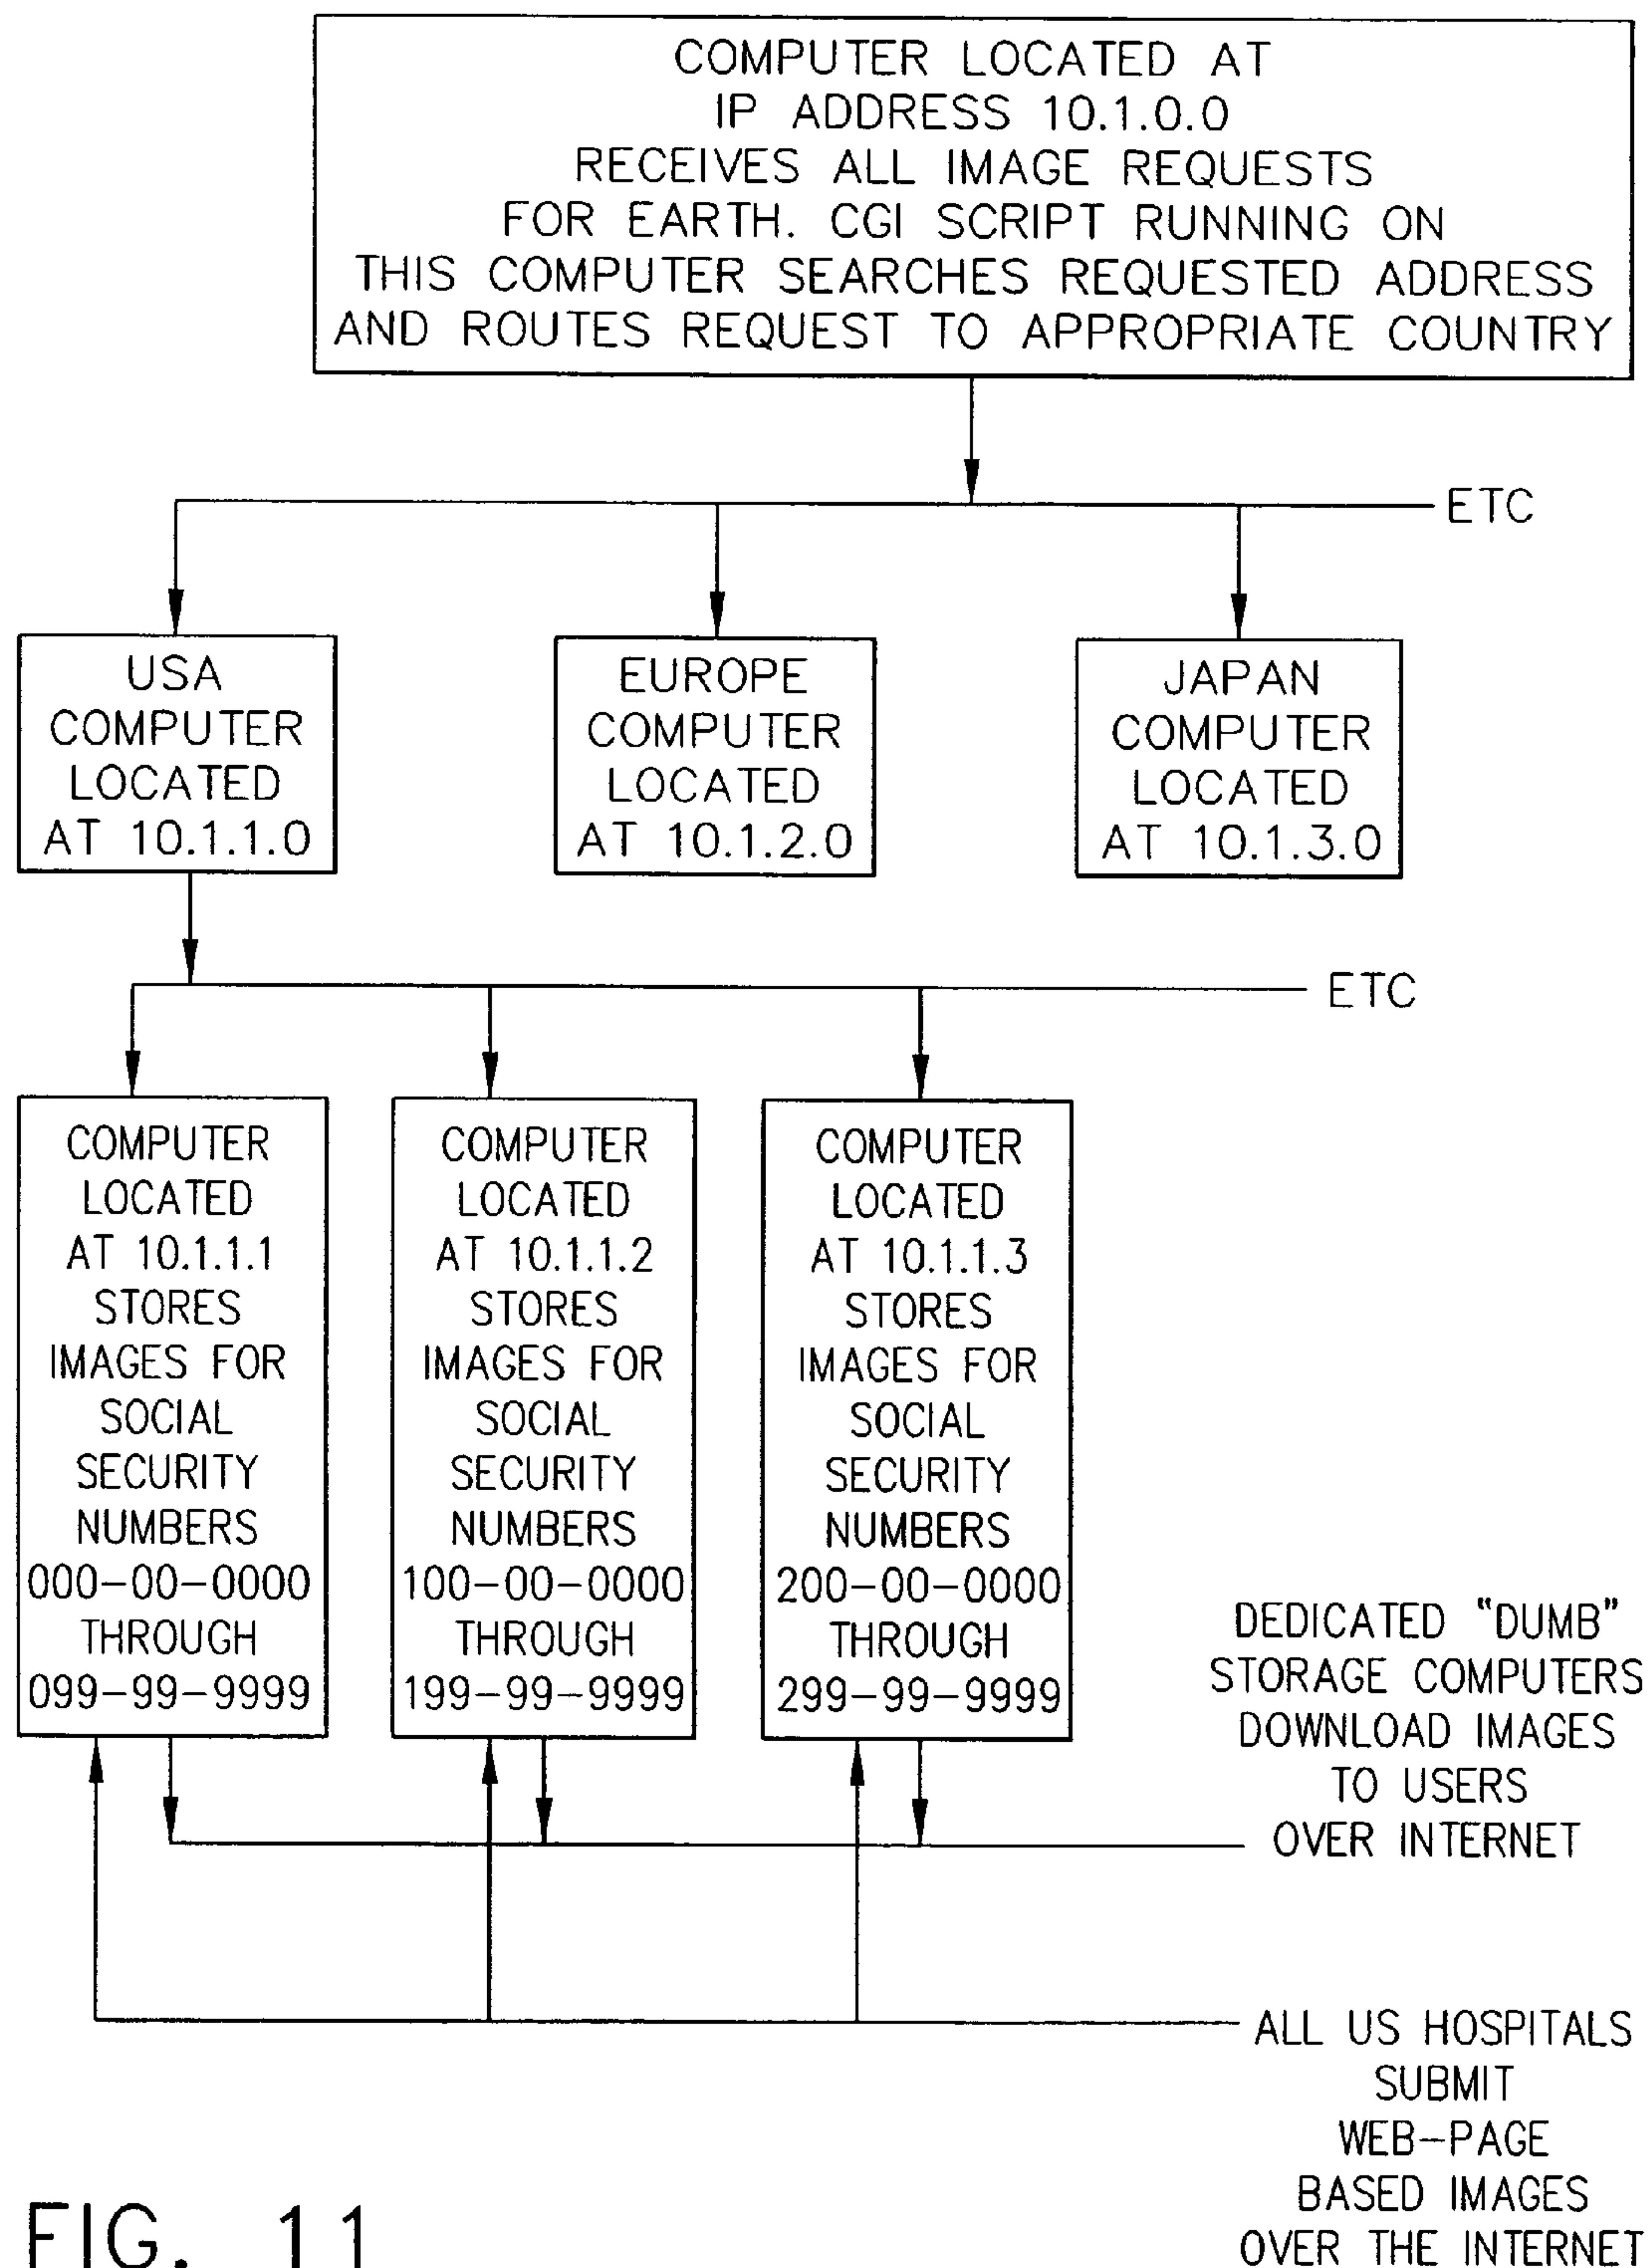 COMPUTER LOCATED AT
IP ADDRESS 10.1.0.0
RECEIVES ALL IMAGE REQUESTS
FOR EARTH. CGI SCRIPT RUNNING ON
THIS COMPUTER SEARCHES REQUESTED ADDRESS
AND ROUTES REQUEST TO APPROPRIATE COUNTRY
ETC
USA
COMPUTER
LOCATED
AT 10.1.1.0
EUROPE
COMPUTER
LOCATED
AT 10.1.2.0
JAPAN
COMPUTER
LOCATED
AT 10.1.3.0
ETC
COMPUTER
LOCATED
AT 10.1.1.1
STORES
IMAGES FOR
SOCIAL
SECURITY
NUMBERS
000-00-0000
THROUGH
099-99-9999
COMPUTER
LOCATED
AT 10.1.1.2
STORES
IMAGES FOR
SOCIAL
SECURITY
NUMBERS
100-00-0000
THROUGH
199-99-9999
COMPUTER
LOCATED
AT 10.1.1.3
STORES
IMAGES FOR
SOCIAL
SECURITY
NUMBERS
200-00-0000
THROUGH
299-99-9999
DEDICATED “DUMB”
STORAGE COMPUTERS
DOWNLOAD IMAGES
TO USERS
OVER INTERNET
ALL US HOSPITALS
SUBMIT
WEB-PAGE
BASED IMAGES
OVER THE INTERNET
FIG. 11